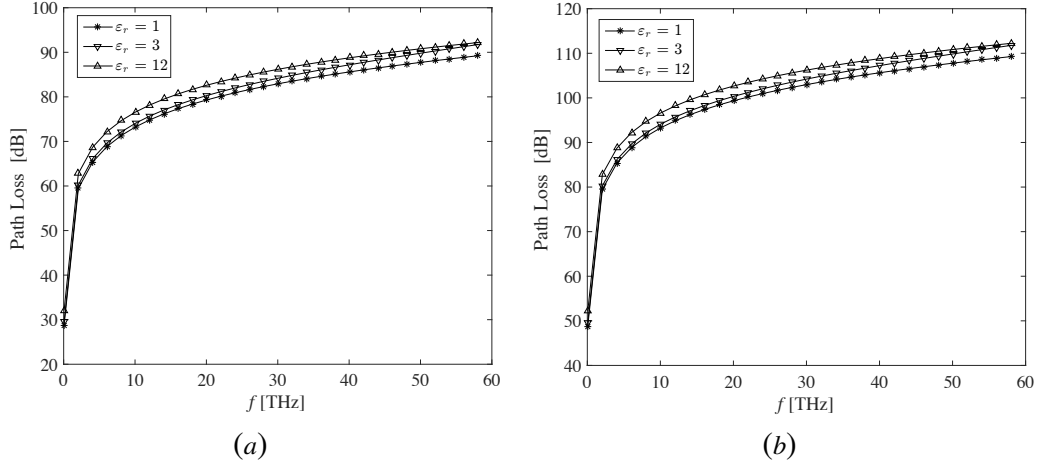 100
90
80
70
60
50
40
30
20
Path Loss [dB]
εr = 1
εr = 3
εr = 12
0 10 20 30 40 50 60
f [THz]
(a)
120
110
100
90
80
70
60
50
40
Path Loss [dB]
εr = 1
εr = 3
εr = 12
0 10 20 30 40 50 60
f [THz]
(b)